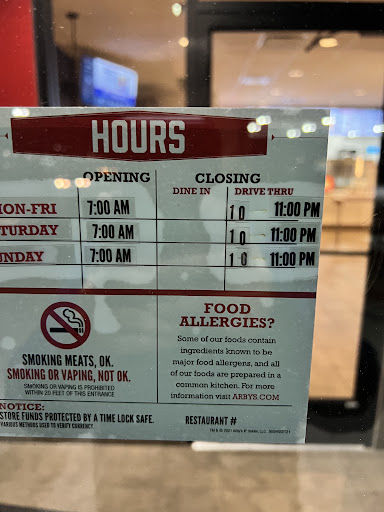 HOURS
OPENING CLOSING
DINE IN DRIVE THRU
ON-FRI 7:00 AM 10 11:00 PM
TURDAY 7:00 AM 10 11:00 PM
UNDAY 7:00 AM 10 11:00 PM
FOOD
ALLERGIES?
Some of our foods contain
ingredients known to be
major food allergens, and all
of our foods are prepared in a
common kitchen. For more
information visit ARBYS.COM
SMOKING MEATS, OK.
SMOKING OR VAPING, NOT OK.
SMOKING OR VAPING IS PROHIBITED
WITHIN 20 FEET OF THIS ENTRANCE
NOTICE:
STORE FUNDS PROTECTED BY A TIME LOCK SAFE.
VARIOUS METHODS USED TO VERIFY CURRENCY.
RESTAURANT #